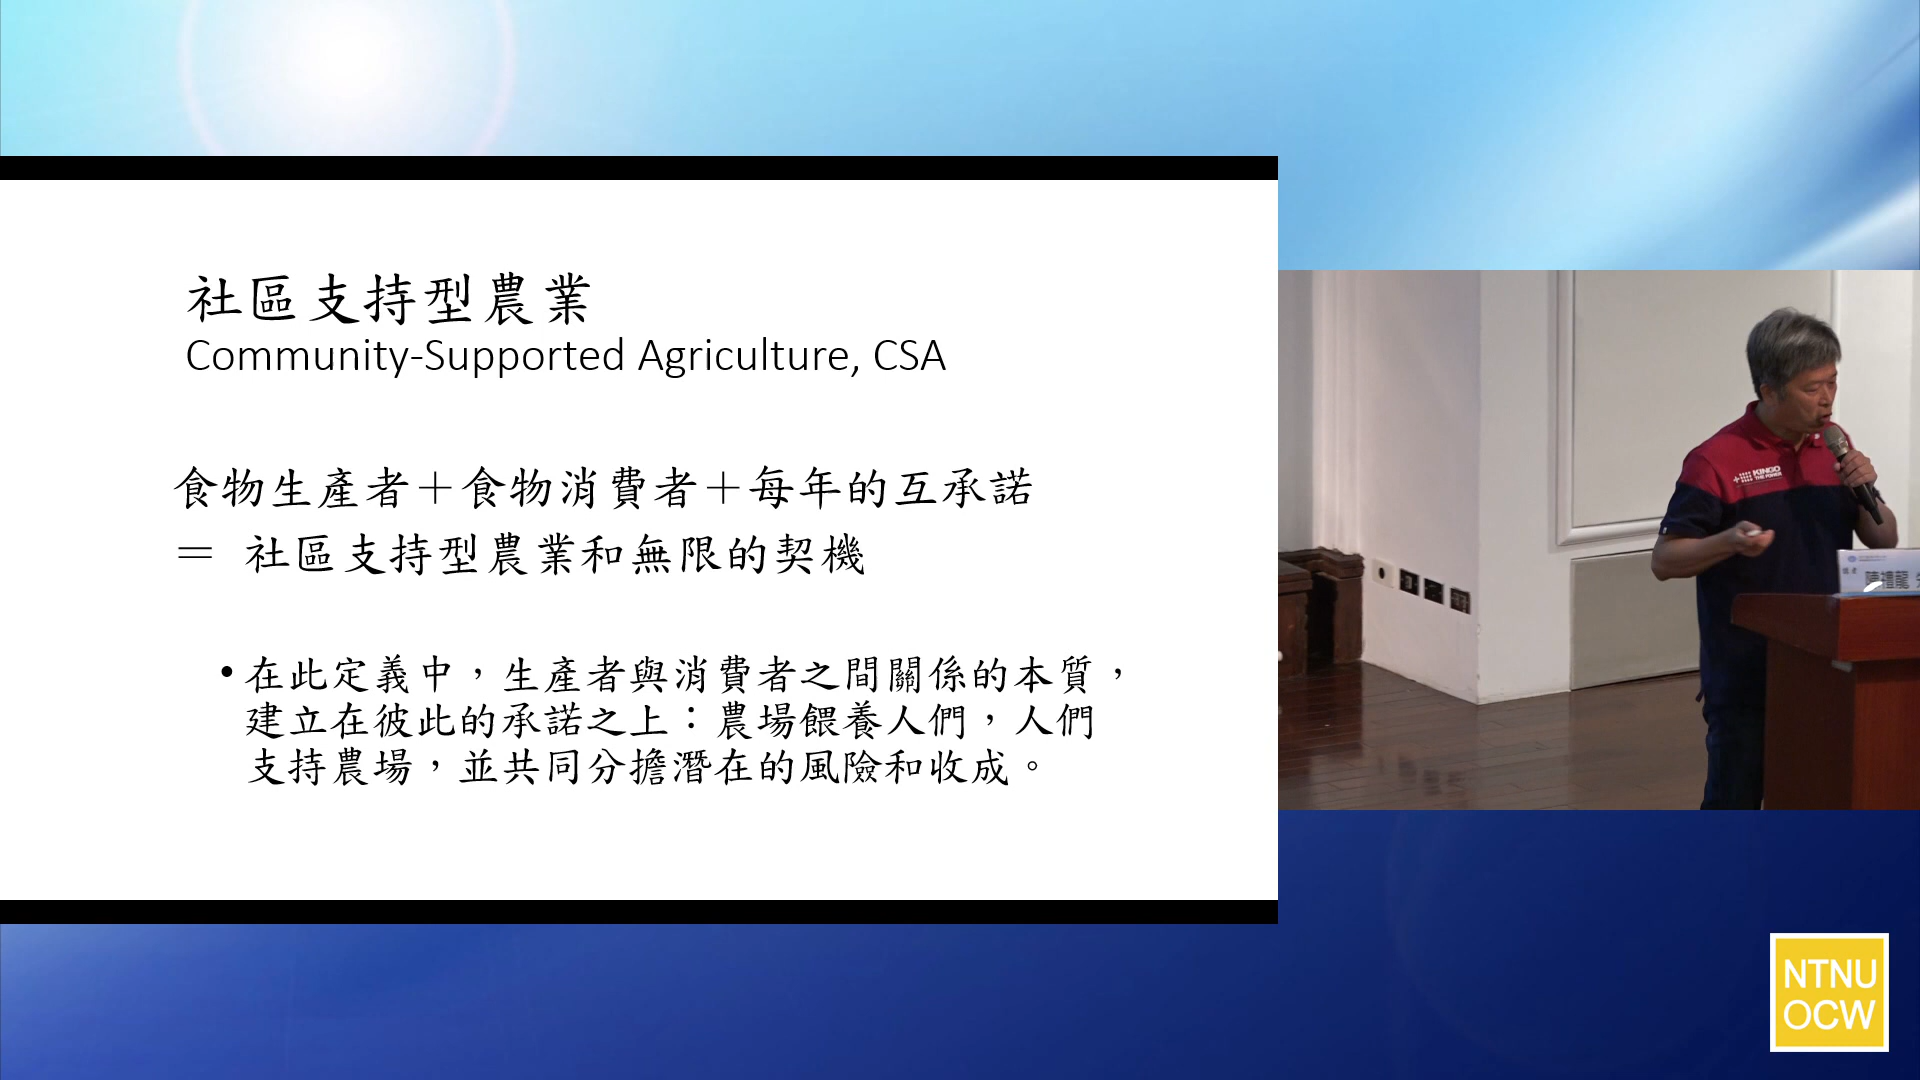 社區支持型農業
Community-Supported Agriculture, CSA
食物生產者＋食物消費者＋每年的互承諾
＝ 社區支持型農業和無限的契機
•在此定義中，生產者與消費者之間關係的本質，
建立在彼此的承諾之上：農場餵養人們，人們
支持農場，並共同分擔潛在的風險和收成。
KINGO
陳禮龍
NTNU
OCW